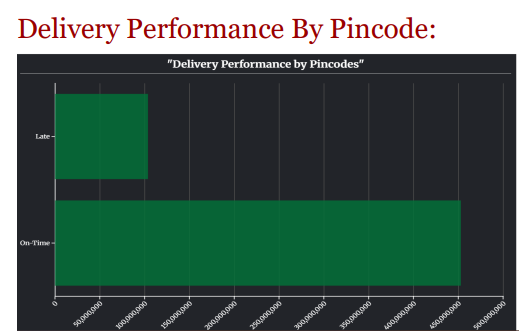 Delivery Performance By Pincode:
"Delivery Performance by Pincodes"
Late
On-Time
0
50,000,000
100,000,000
150,000,000
200,000,000
250,000,000
300,000,000
350,000,000
400,000,000
450,000,000
500,000,000